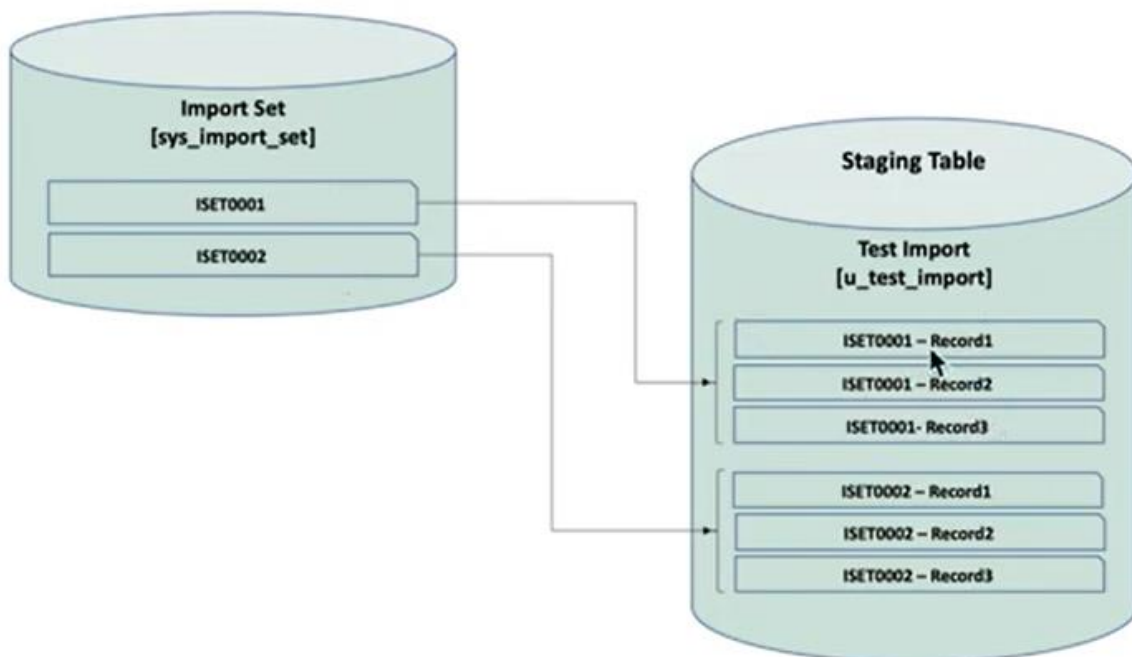 Import Set
[sys_import_set]
ISET0001
ISET0002
Staging Table
Test Import
[u_test_import]
ISET0001 – Record1
ISET0001 – Record2
ISET0001- Record3
ISET0002 – Record1
ISET0002 – Record2
ISET0002 – Record3